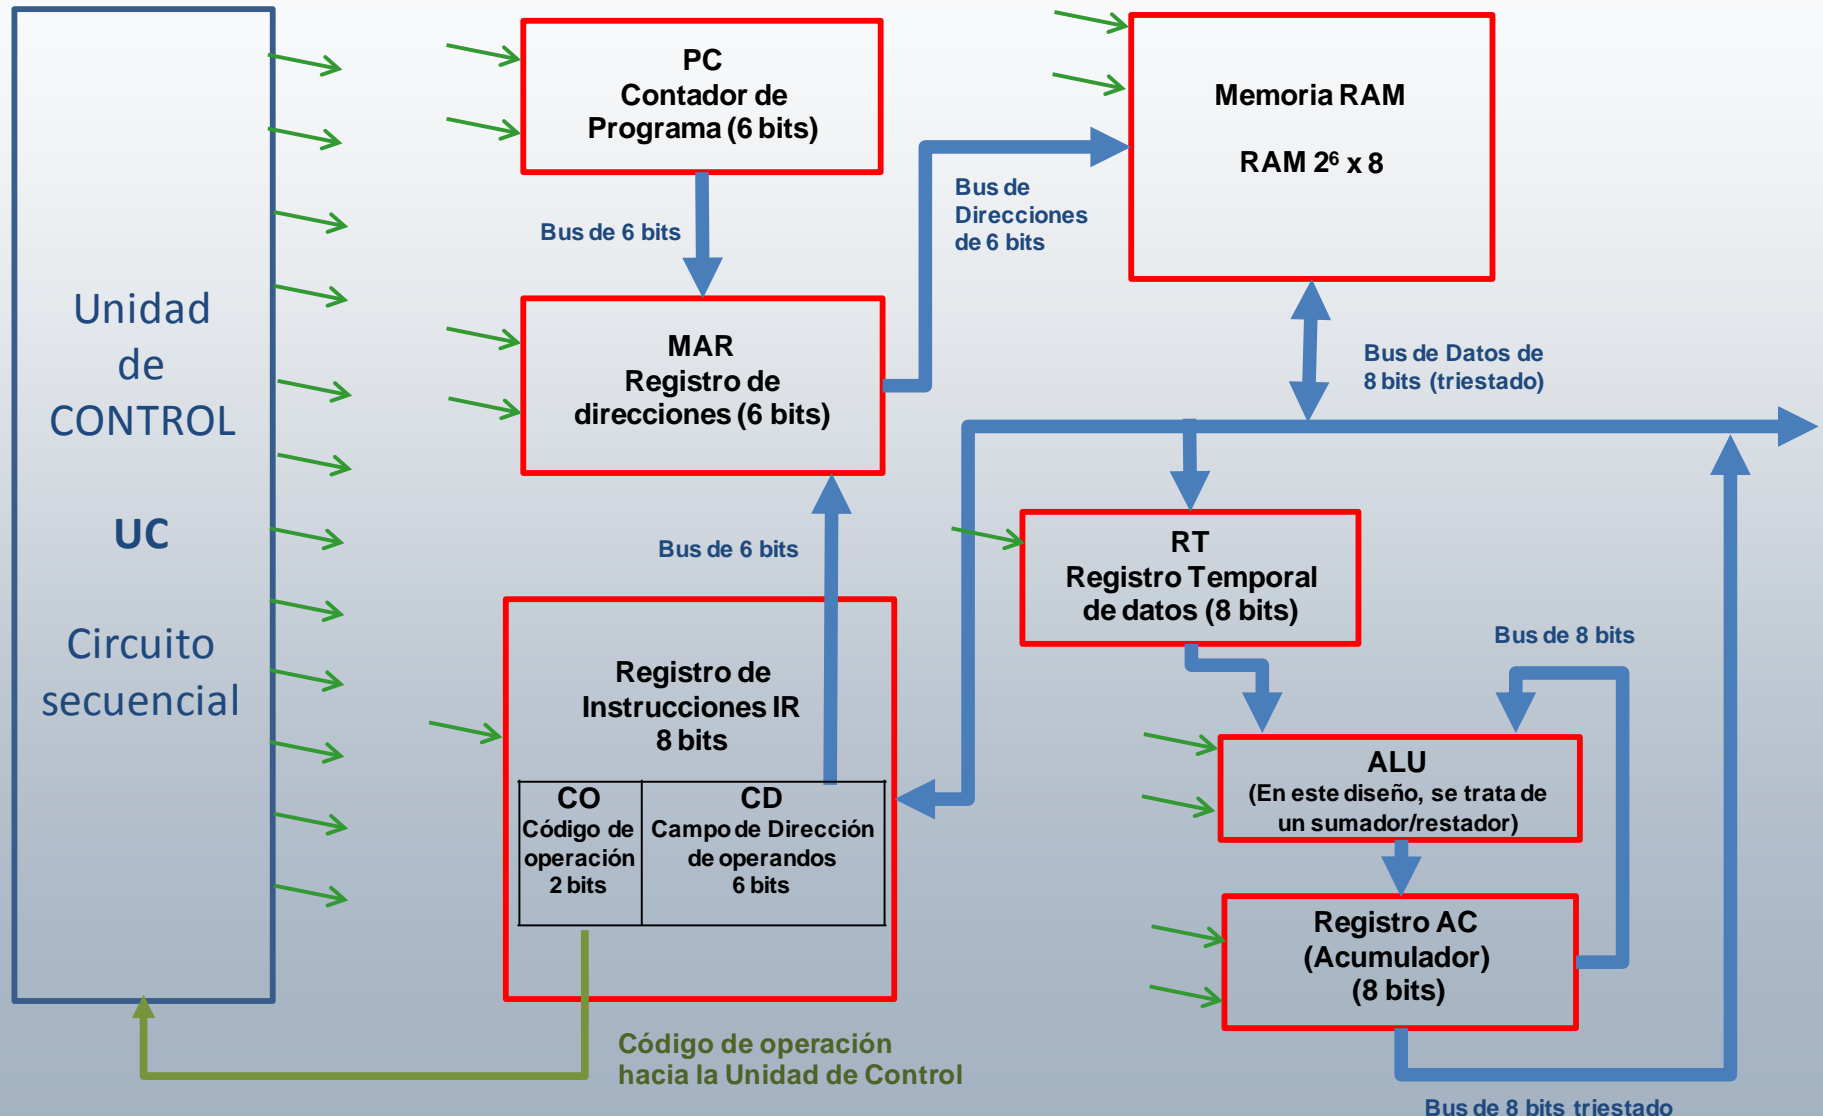 Unidad
de
CONTROL
UC
Circuito
secuencial
PC
Contador de
Programa (6 bits)
Bus de 6 bits
MAR
Registro de
direcciones (6 bits)
Bus de
Direcciones
de 6 bits
Memoria RAM
RAM 2⁶ x 8
Bus de Datos de
8 bits (triestado)
Bus de 6 bits
Registro de
Instrucciones IR
8 bits
CO
Código de
operación
2 bits
CD
Campo de Dirección
de operandos
6 bits
RT
Registro Temporal
de datos (8 bits)
Bus de 8 bits
ALU
(En este diseño, se trata de
un sumador/restador)
Registro AC
(Acumulador)
(8 bits)
Código de operación
hacia la Unidad de Control
Bus de 8 bits triestado